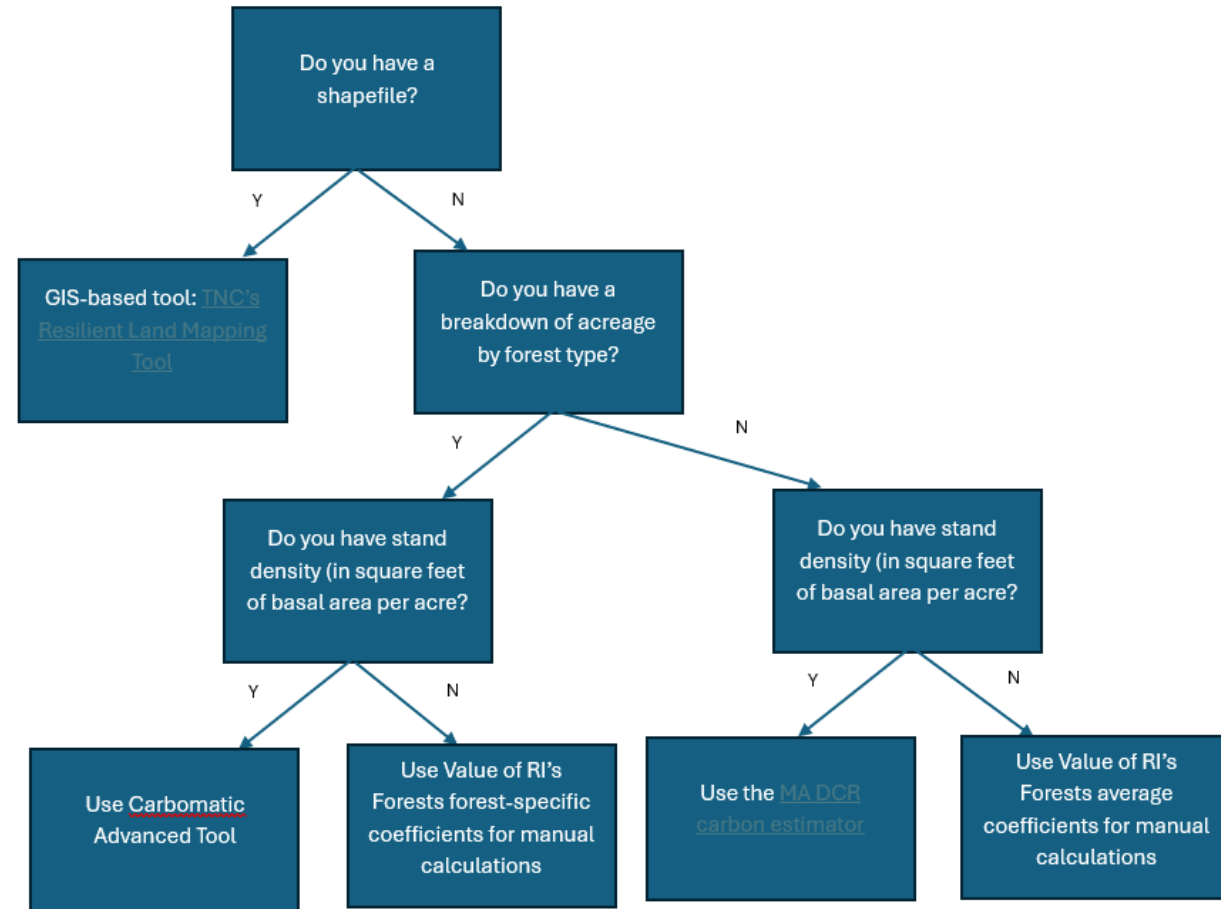 Do you have a
shapefile?
Y
N
GIS-based tool: TNC's
Resilient Land Mapping
Tool
Do you have a
breakdown of acreage
by forest type?
Y
N
Do you have stand
density (in square feet
of basal area per acre?
Do you have stand
density (in square feet
of basal area per acre?
Y
N
Y
N
Use Carbomatic
Advanced Tool
Use Value of RI's
Forests forest-specific
coefficients for manual
calculations
Use the MA DCR
carbon estimator
Use Value of RI's
Forests average
coefficients for manual
calculations